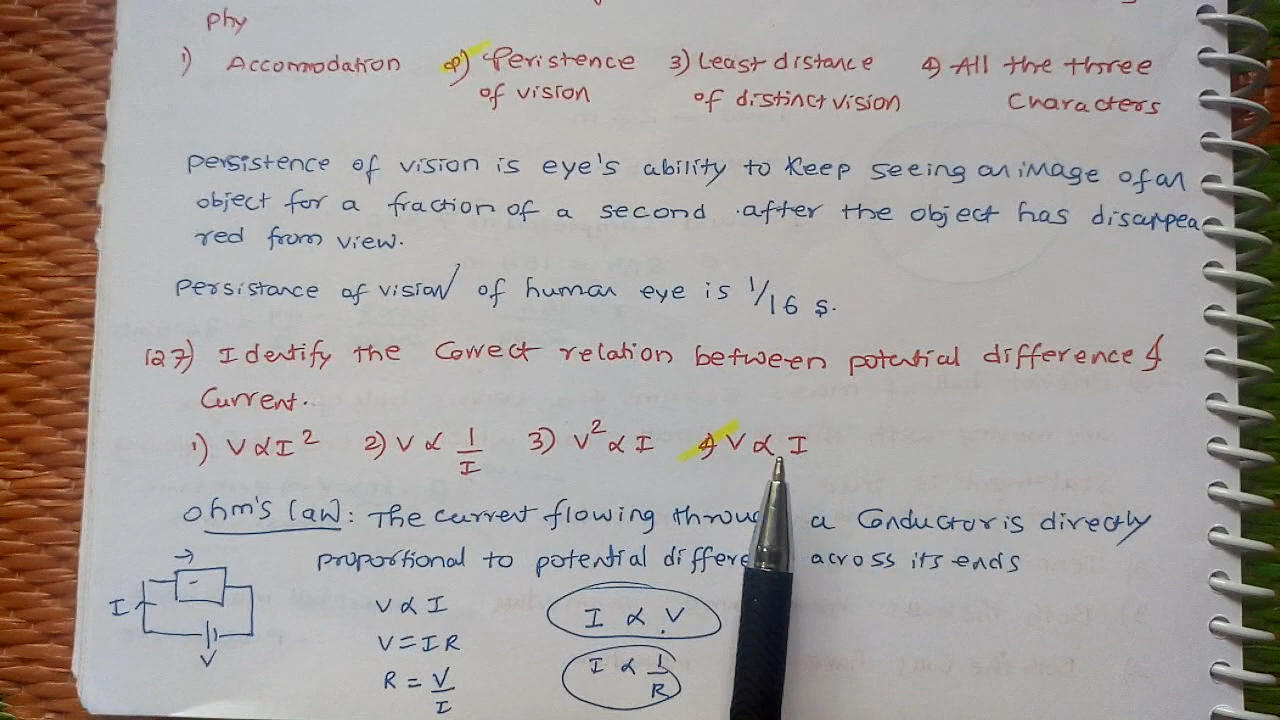 phy
1) Accomodation 2) Peristence 3) Least distance 4) All the three
of vision of distinct vision Characters
Persistence of vision is eye's ability to keep seeing an image of an
object for a fraction of a second .after the object has disappea
red from view.
Persistance of vision of human eye is 1/16 s.
127) Identify the Correct relation between potential difference &
Current..
1) V ∝ I² 2) V ∝ 1/I 3) V² ∝ I 4) V ∝ I
ohm's law: The current flowing throu a Conductor is directly
proportional to potential differe across its ends
V ∝ I I ∝ V
I V = IR
V R = V/I I ∝ 1/R